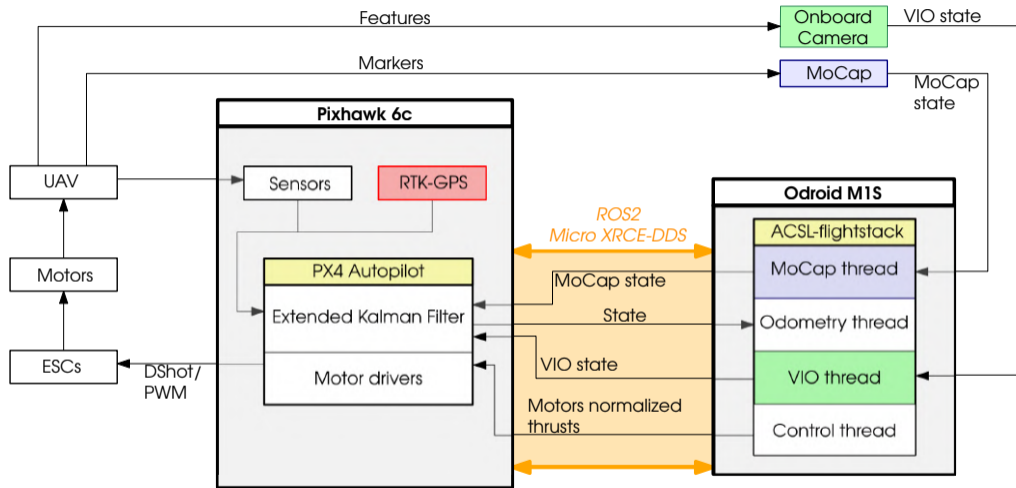 Features
Onboard
Camera
VIO state
Markers
MoCap
MoCap
state
Pixhawk 6c
UAV
Sensors
RTK-GPS
Odroid M1S
ROS2
Micro XRCE-DDS
ACSL-flightstack
PX4 Autopilot
MoCap thread
Motors
MoCap state
Extended Kalman Filter
State
Odometry thread
ESCs
DShot/
PWM
VIO state
VIO thread
Motor drivers
Motors normalized
thrusts
Control thread